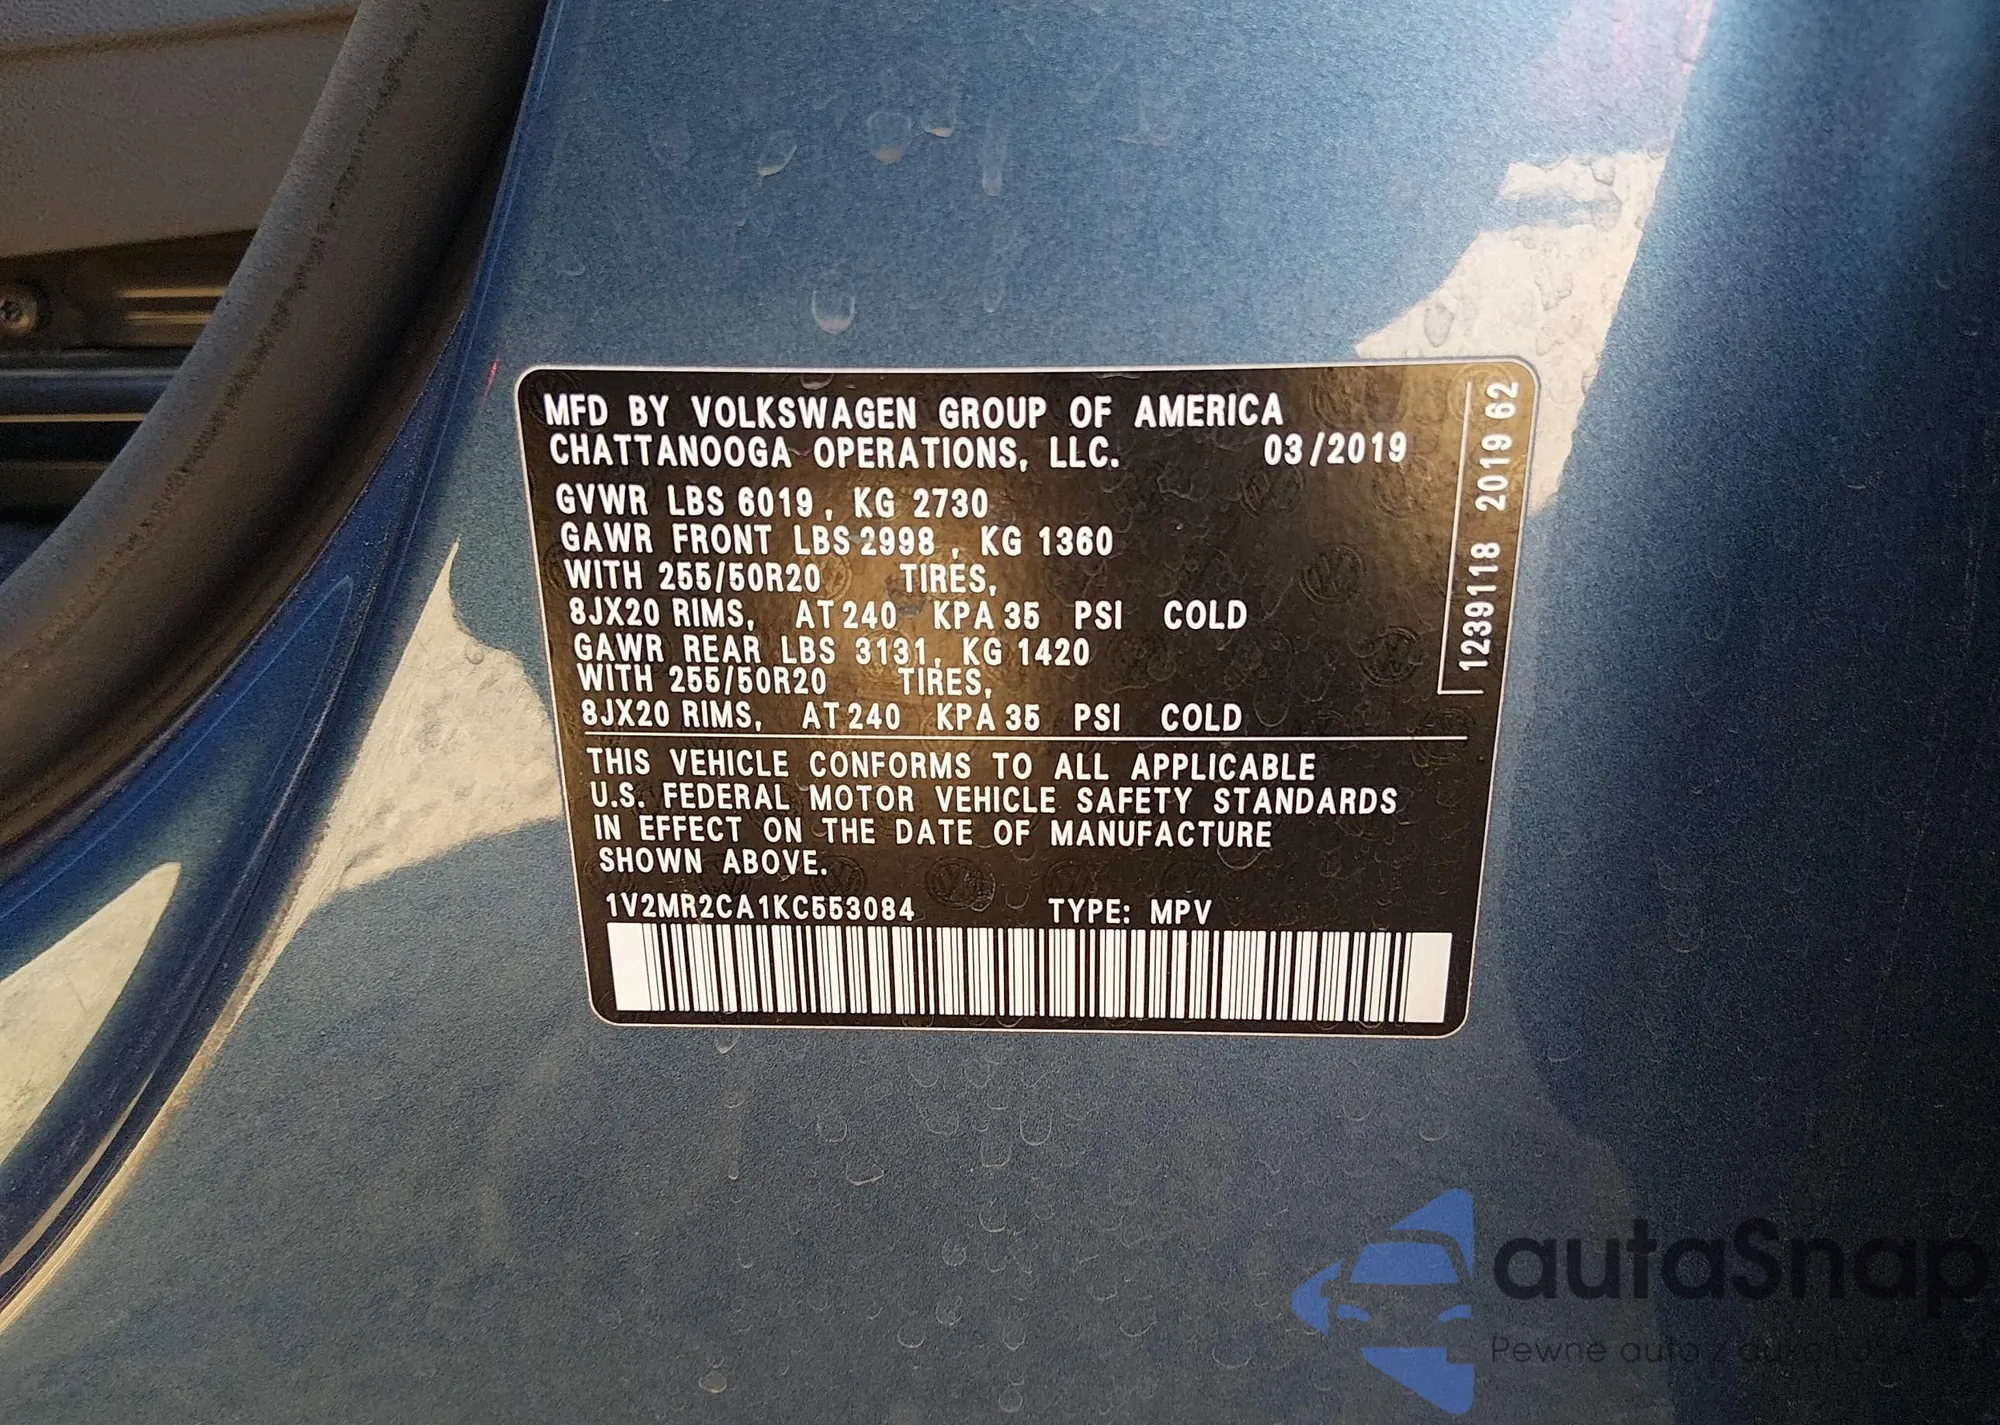 MFD BY VOLKSWAGEN GROUP OF AMERICA
CHATTANOOGA OPERATIONS, LLC. 03/2019
GVWR LBS 6019, KG 2730
GAWR FRONT LBS 2998, KG 1360
WITH 255/50R20 TIRES,
8JX20 RIMS, AT 240 KPA 35 PSI COLD
GAWR REAR LBS 3131, KG 1420
WITH 255/50R20 TIRES,
8JX20 RIMS, AT 240 KPA 35 PSI COLD
THIS VEHICLE CONFORMS TO ALL APPLICABLE
U.S. FEDERAL MOTOR VEHICLE SAFETY STANDARDS
IN EFFECT ON THE DATE OF MANUFACTURE
SHOWN ABOVE.
1V2MR2CA1KC553084 TYPE: MPV
1239118 2019 62
autaSnap
Pewne auto z